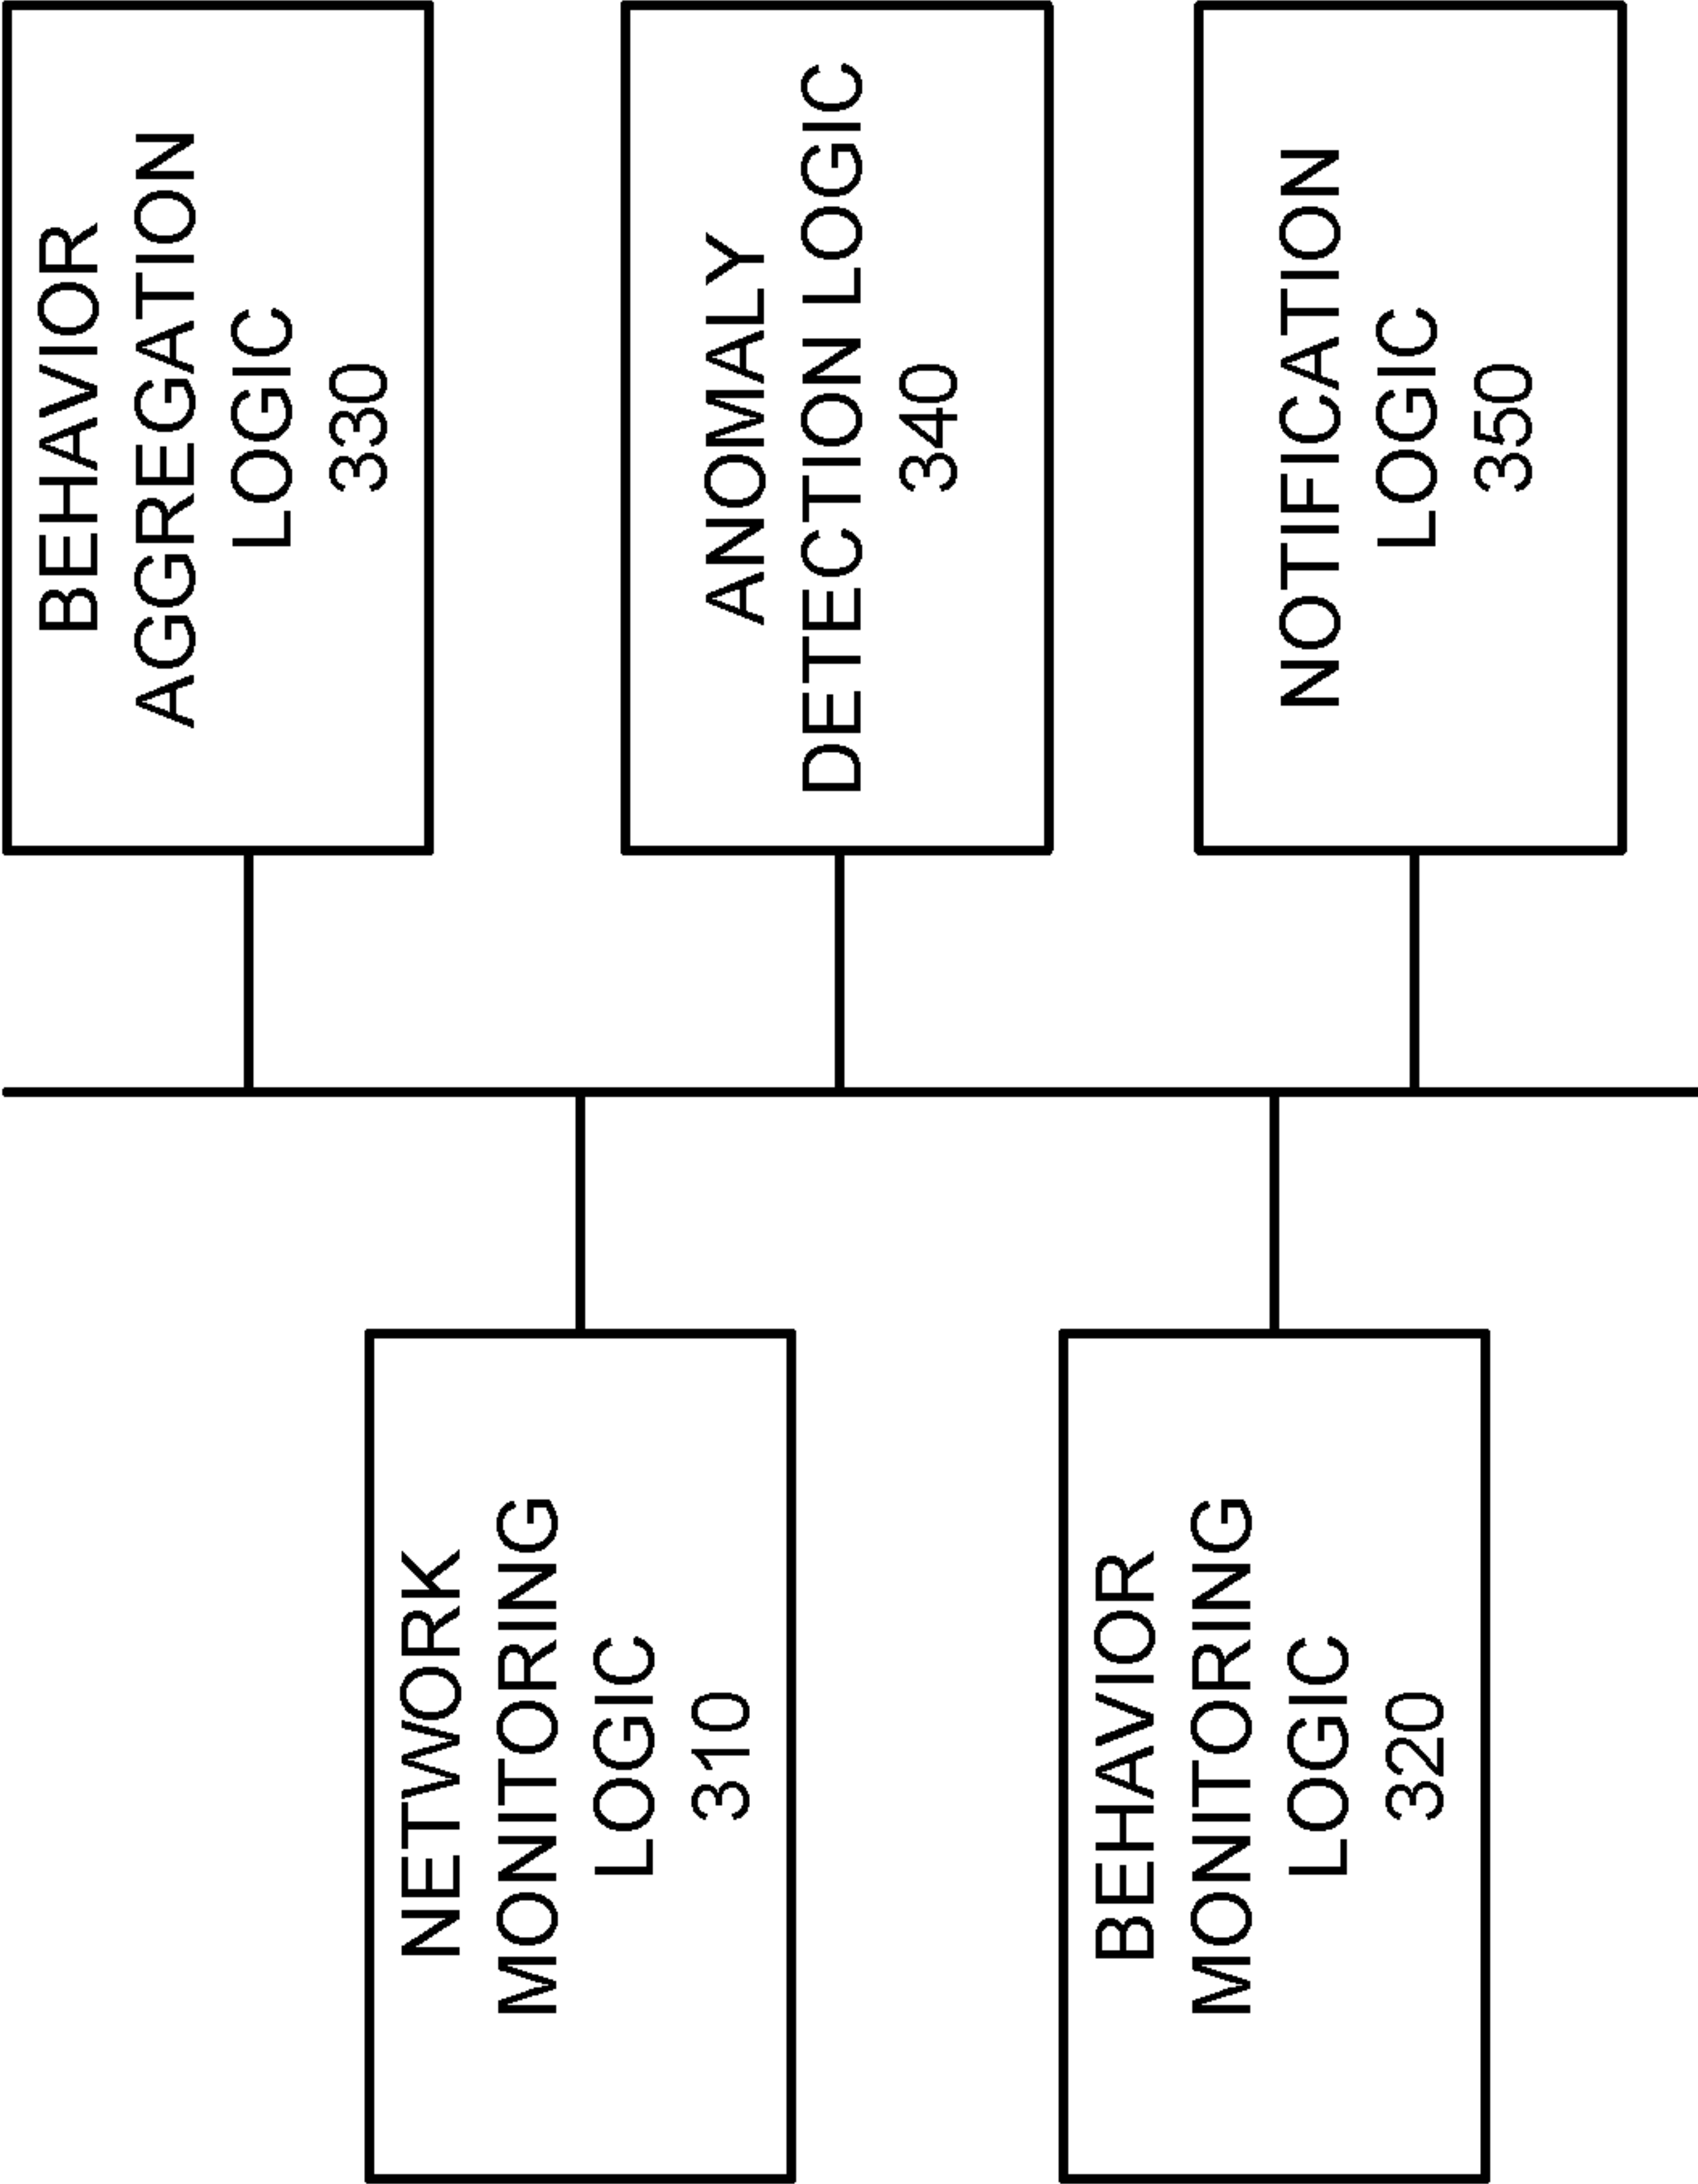 NETWORK
MONITORING
LOGIC
310
BEHAVIOR
MONITORING
LOGIC
320
BEHAVIOR
AGGREGATION
LOGIC
330
ANOMALY
DETECTION LOGIC
340
NOTIFICATION
LOGIC
350